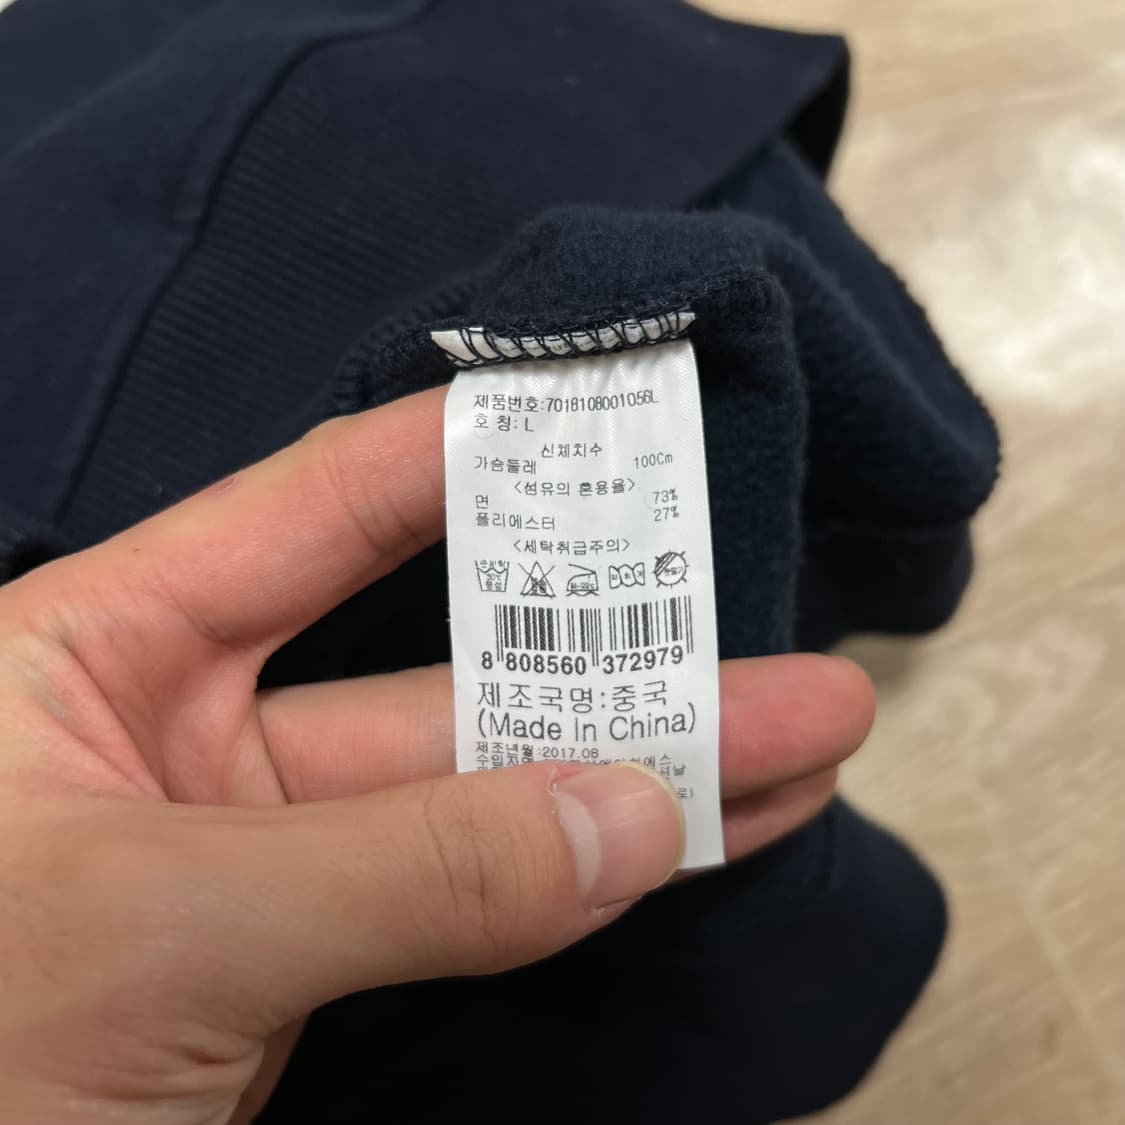 제품번호:7018108001056L
호 칭: L
신체치수
가슴둘레 100Cm
<섬유의 혼용율>
면 73%
폴리에스터 27%
<세탁취급주의>
8 808560 372979
제조국명:중국
(Made In China)
제조년월:2017.08